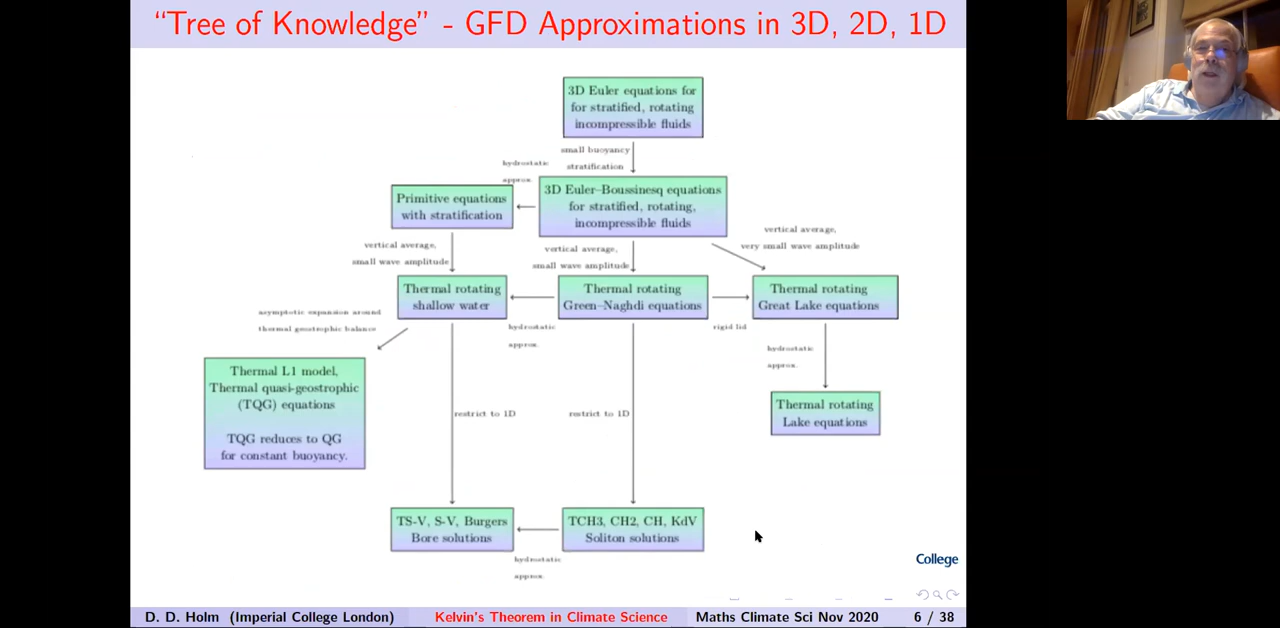 “Tree of Knowledge” - GFD Approximations in 3D, 2D, 1D
3D Euler equations for
for stratified, rotating
incompressible fluids
small buoyancy
stratification
hydrostatic
approx.
Primitive equations
with stratification
3D Euler–Boussinesq equations
for stratified, rotating,
incompressible fluids
vertical average,
small wave amplitude
vertical average,
small wave amplitude
vertical average,
very small wave amplitude
Thermal rotating
shallow water
Thermal rotating
Green–Naghdi equations
Thermal rotating
Great Lake equations
asymptotic expansion around
thermal geostrophic balance
hydrostatic
approx.
rigid lid
hydrostatic
approx.
Thermal L1 model,
Thermal quasi-geostrophic
(TQG) equations
TQG reduces to QG
for constant buoyancy.
restrict to 1D
restrict to 1D
Thermal rotating
Lake equations
TS-V, S-V, Burgers
Bore solutions
TCH3, CH2, CH, KdV
Soliton solutions
hydrostatic
approx.
College
D. D. Holm (Imperial College London)
Kelvin's Theorem in Climate Science
Maths Climate Sci Nov 2020
6 / 38